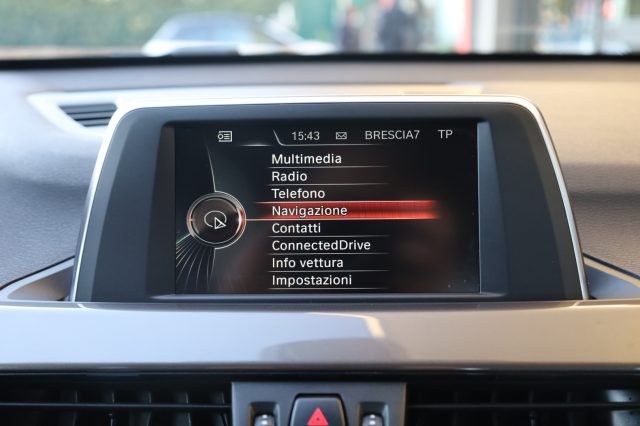 15:43 BRESCIA7 TP
Multimedia
Radio
Telefono
Navigazione
Contatti
ConnectedDrive
Info vettura
Impostazioni